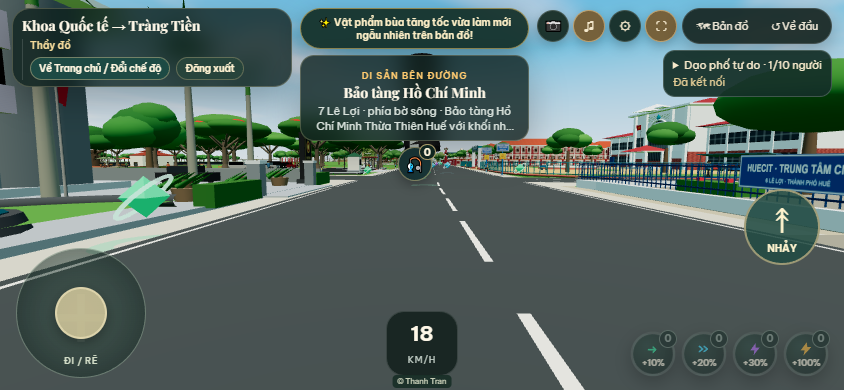 Khoa Quốc tế → Tràng Tiền
Thầy đồ
Về Trang chủ / Đổi chế độ
Đăng xuất
✨ Vật phẩm bùa tăng tốc vừa làm mới
ngẫu nhiên trên bản đồ!
DI SẢN BÊN ĐƯỜNG
Bảo tàng Hồ Chí Minh
7 Lê Lợi · phía bờ sông · Bảo tàng Hồ
Chí Minh Thừa Thiên Huế với khối nh...
🗺 Bản đồ
↺ Về đầu
▶ Dạo phố tự do · 1/10 người
Đã kết nối
0
HUECIT · TRUNG TÂM C
6 LÊ LỢI · THÀNH PHỐ HUẾ
NHẢY
ĐI / RẼ
18
KM/H
© Thanh Tran
0
+10%
0
+20%
0
+30%
0
+100%